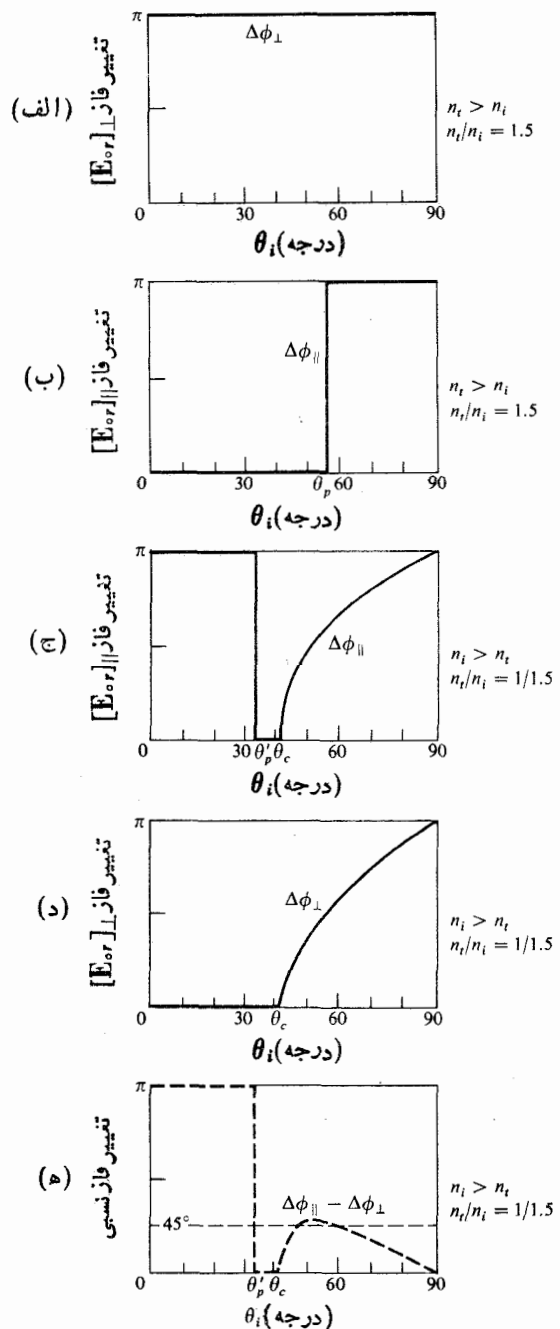 (الف)
تغییر فاز [E₀ᵣ]⊥
π
Δϕ⊥
nₜ > nᵢ
nₜ/nᵢ = 1.5
0 30 60 90
θᵢ(درجه)
(ب)
تغییر فاز [E₀ᵣ]∥
π
Δϕ∥
nₜ > nᵢ
nₜ/nᵢ = 1.5
0 30 θₚ 60 90
θᵢ(درجه)
(ج)
تغییر فاز [E₀ᵣ]∥
π
Δϕ∥
nᵢ > nₜ
nₜ/nᵢ = 1/1.5
0 30 θ′ₚ θ_c 60 90
θᵢ(درجه)
(د)
تغییر فاز [E₀ᵣ]⊥
π
Δϕ⊥
nᵢ > nₜ
nₜ/nᵢ = 1/1.5
0 30 θ_c 60 90
θᵢ(درجه)
(ه)
تغییر فاز نسبی
π
45°
Δϕ∥ − Δϕ⊥
nᵢ > nₜ
nₜ/nᵢ = 1/1.5
0 30 θ′ₚ θ_c 60 90
θᵢ(درجه)